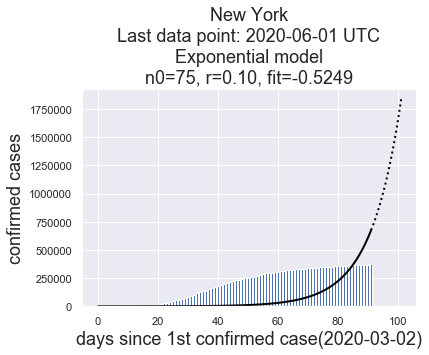 New York
Last data point: 2020-06-01 UTC
Exponential model
n0=75, r=0.10, fit=-0.5249
confirmed cases
1750000
1500000
1250000
1000000
750000
500000
250000
0
0 20 40 60 80 100
days since 1st confirmed case(2020-03-02)